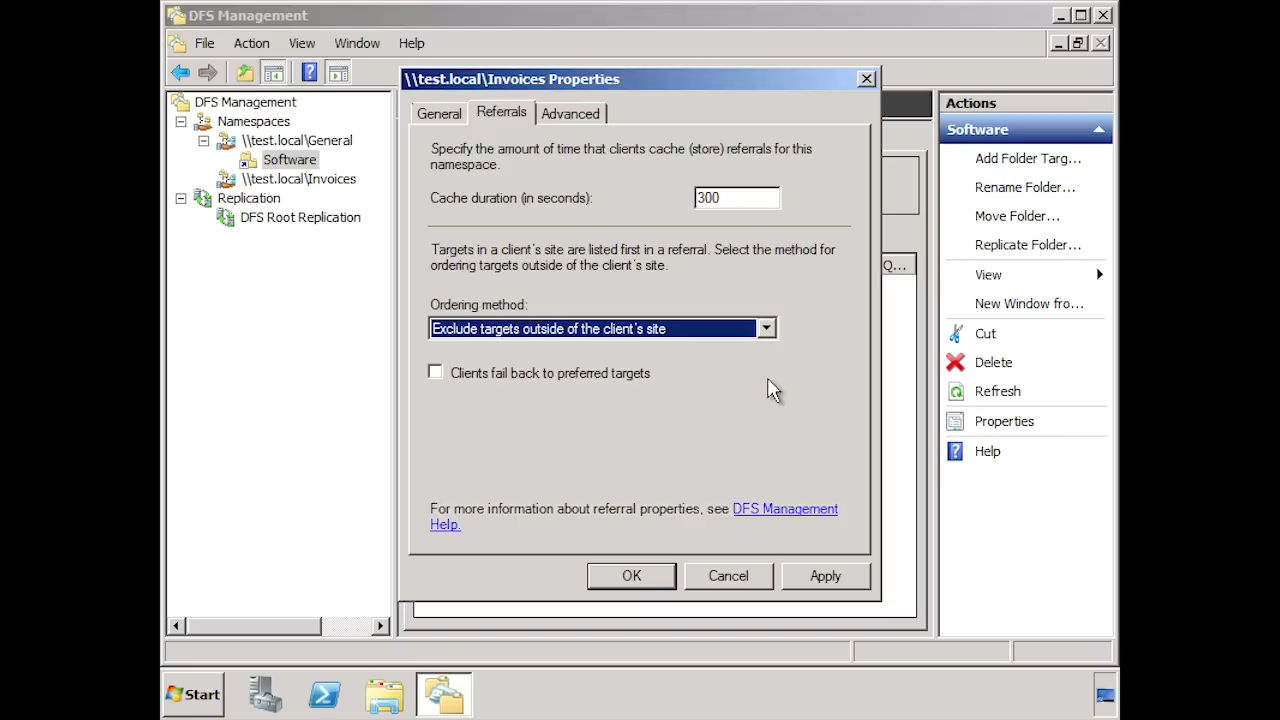 DFS Management
File Action View Window Help
DFS Management
Namespaces
\\test.local\General
Software
\\test.local\Invoices
Replication
DFS Root Replication
\\test.local\Invoices Properties
General Referrals Advanced
Specify the amount of time that clients cache (store) referrals for this
namespace.
Cache duration (in seconds): 300
Targets in a client's site are listed first in a referral. Select the method for
ordering targets outside of the client's site.
Ordering method:
Exclude targets outside of the client's site
Clients fail back to preferred targets
For more information about referral properties, see DFS Management
Help.
OK Cancel Apply
Q...
Actions
Software
Add Folder Targ...
Rename Folder...
Move Folder...
Replicate Folder...
View
New Window fro...
Cut
Delete
Refresh
Properties
Help
Start